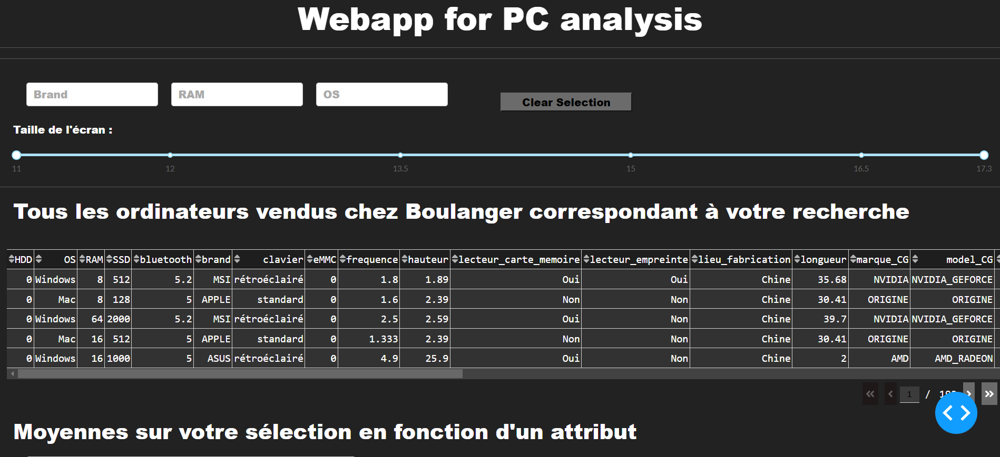 Webapp for PC analysis
Brand RAM OS Clear Selection
Taille de l'écran :
11 12 13.5 15 16.5 17.3
Tous les ordinateurs vendus chez Boulanger correspondant à votre recherche
HDD OS RAM SSD bluetooth brand clavier eMMC frequence hauteur lecteur_carte_memoire lecteur_empreinte lieu_fabrication longueur marque_CG model_CG
0 Windows 8 512 5.2 MSI rétroéclairé 0 1.8 1.89 Oui Oui Chine 35.68 NVIDIA NVIDIA_GEFORCE
0 Mac 8 128 5 APPLE standard 0 1.6 2.39 Non Non Chine 30.41 ORIGINE ORIGINE
0 Windows 64 2000 5.2 MSI rétroéclairé 0 2.5 2.59 Oui Non Chine 39.7 NVIDIA NVIDIA_GEFORCE
0 Mac 16 512 5 APPLE standard 0 1.333 2.39 Non Non Chine 30.41 ORIGINE ORIGINE
0 Windows 16 1000 5 ASUS rétroéclairé 0 4.9 25.9 Oui Non Chine 2 AMD AMD_RADEON
1 /
Moyennes sur votre sélection en fonction d'un attribut